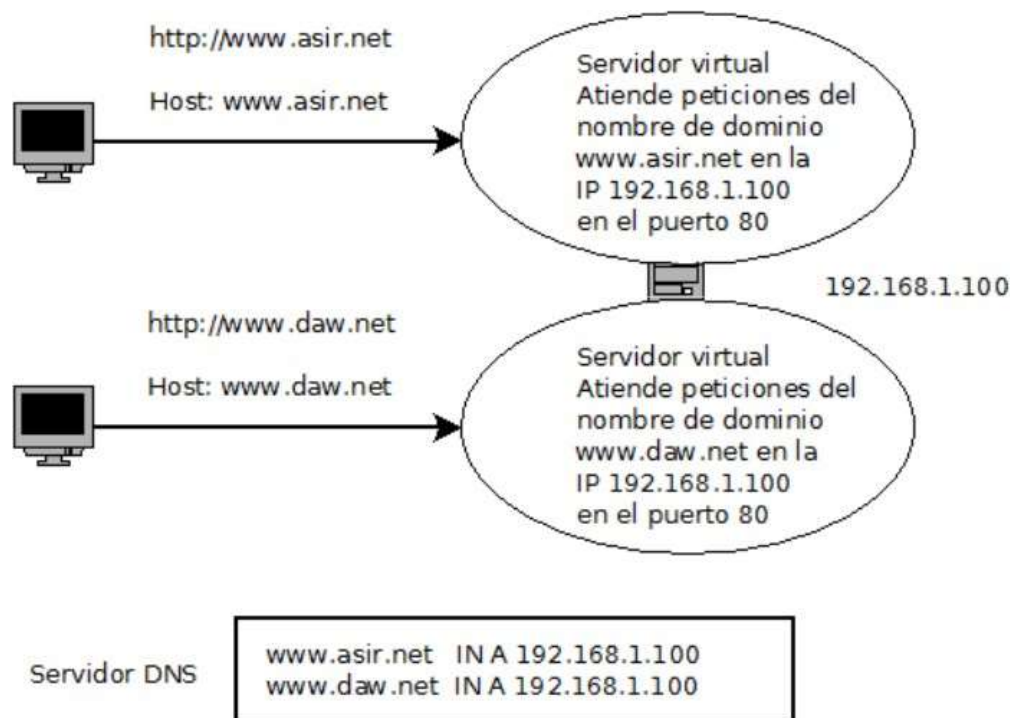 http://www.asir.net
Host: www.asir.net
Servidor virtual
Atiende peticiones del
nombre de dominio
www.asir.net en la
IP 192.168.1.100
en el puerto 80
192.168.1.100
http://www.daw.net
Host: www.daw.net
Servidor virtual
Atiende peticiones del
nombre de dominio
www.daw.net en la
IP 192.168.1.100
en el puerto 80
Servidor DNS
www.asir.net IN A 192.168.1.100
www.daw.net IN A 192.168.1.100